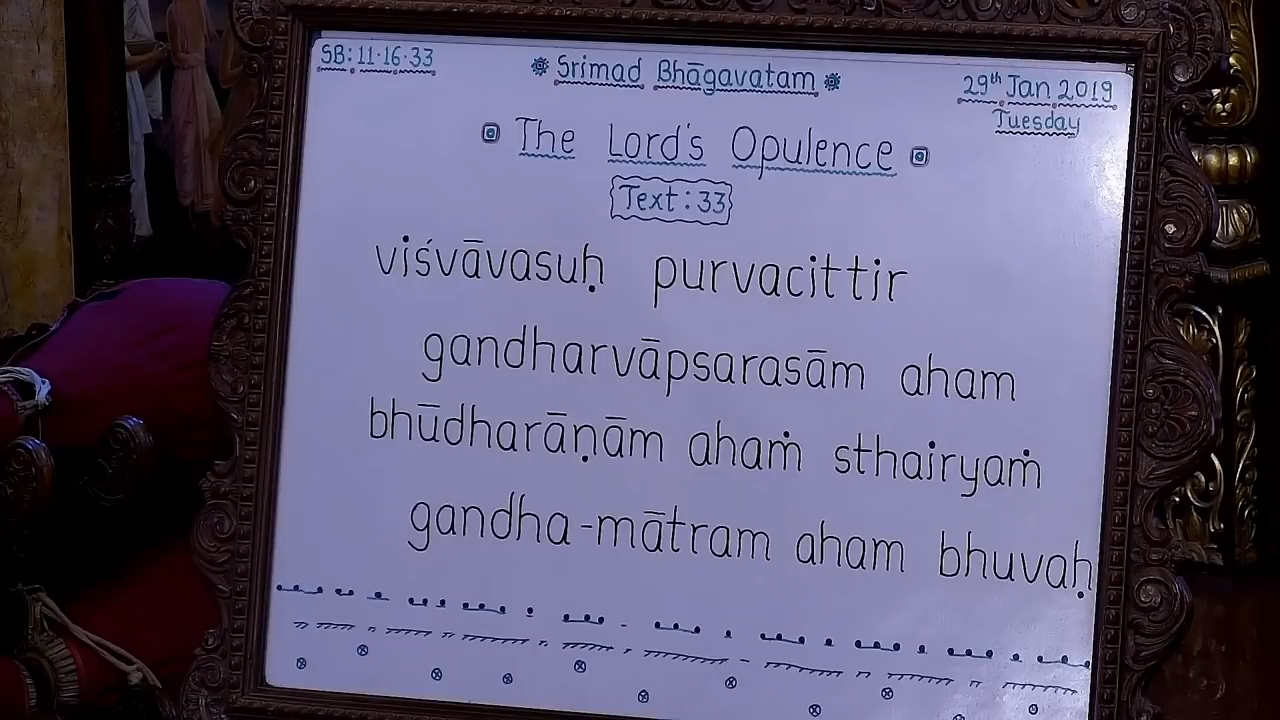 SB: 11.16.33
Srimad Bhāgavatam
29th Jan 2019
Tuesday
The Lord's Opulence
Text: 33
viśvāvasuḥ purvacittir
gandharvāpsarasām aham
bhūdharāṇām ahaṁ sthairyaṁ
gandha-mātram aham bhuvaḥ